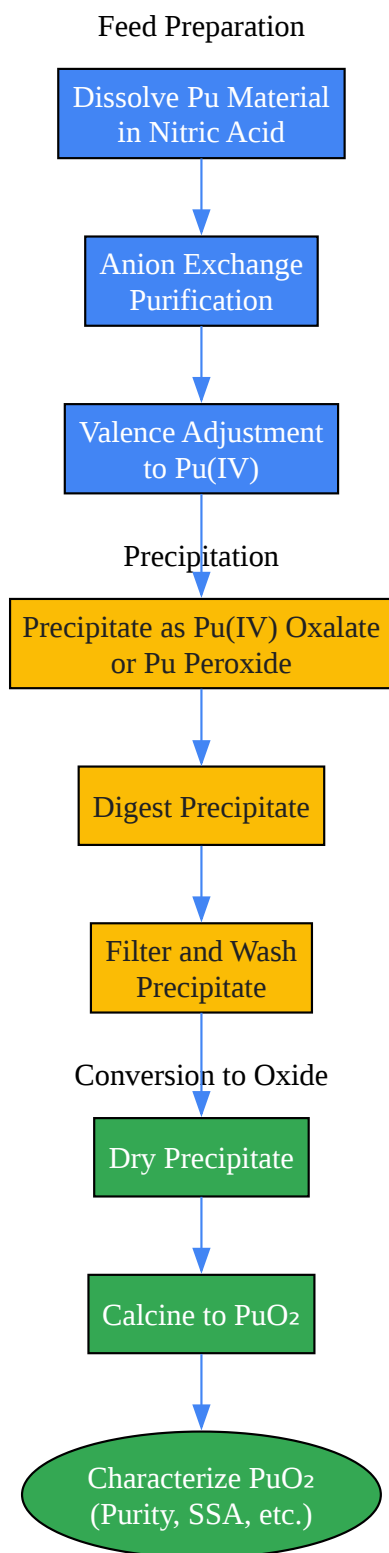 Feed Preparation
Dissolve Pu Material
in Nitric Acid
Anion Exchange
Purification
Valence Adjustment
to Pu(IV)
Precipitation
Precipitate as Pu(IV) Oxalate
or Pu Peroxide
Digest Precipitate
Filter and Wash
Precipitate
Conversion to Oxide
Dry Precipitate
Calcine to PuO₂
Characterize PuO₂
(Purity, SSA, etc.)